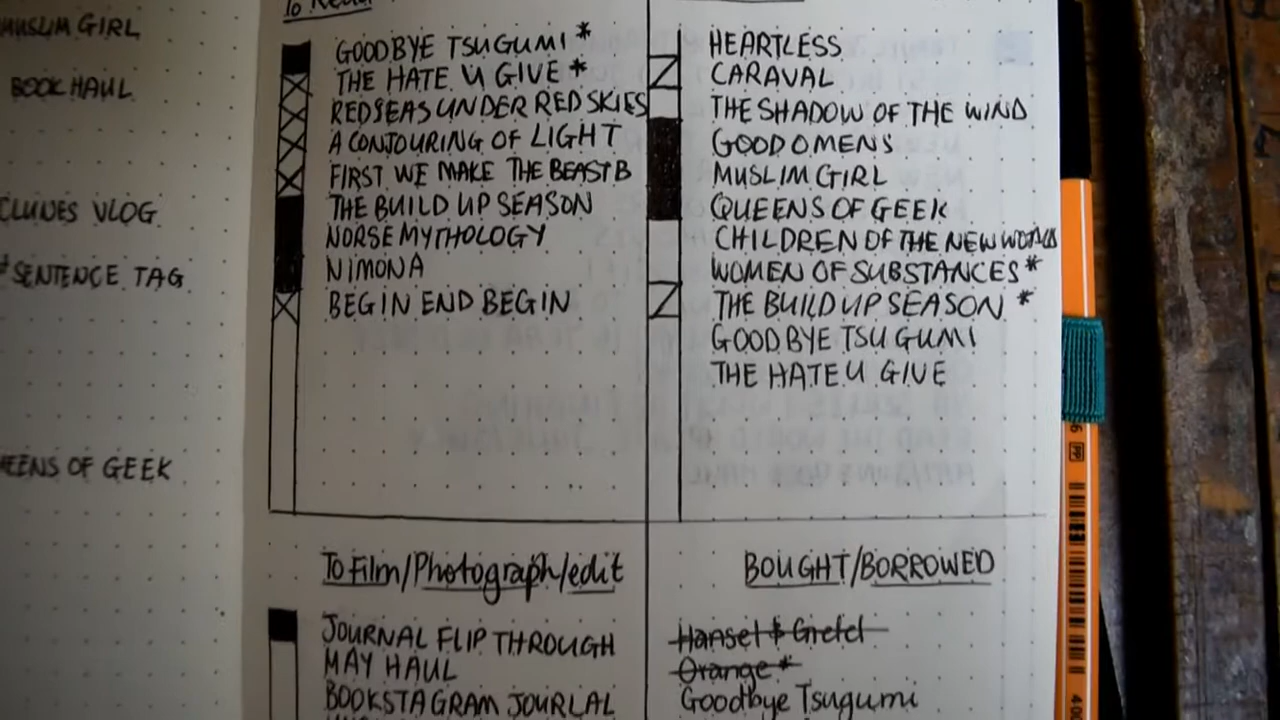 MUSLIM GIRL
BOOK HAUL
VLOG
SENTENCE TAG
OF GEEK
To Read
GOODBYE TSUGUMI *
THE HATE U GIVE *
RED SEAS UNDER RED SKIES
A CONJOURING OF LIGHT
FIRST WE MAKE THE BEAST B
THE BUILD UP SEASON
NORSE MYTHOLOGY
NIMONA
BEGIN END BEGIN
HEARTLESS
CARAVAL
THE SHADOW OF THE WIND
GOOD OMENS
MUSLIM GIRL
QUEENS OF GEEK
CHILDREN OF THE NEW WORLD
WOMEN OF SUBSTANCES *
THE BUILD UP SEASON *
GOODBYE TSUGUMI
THE HATE U GIVE
To Film/Photograph/edit
JOURNAL FLIP THROUGH
MAY HAUL
BOOKSTAGRAM JOURLAL
BOUGHT/BORROWED
Hansel & Gretel
Orange *
Goodbye Tsugumi